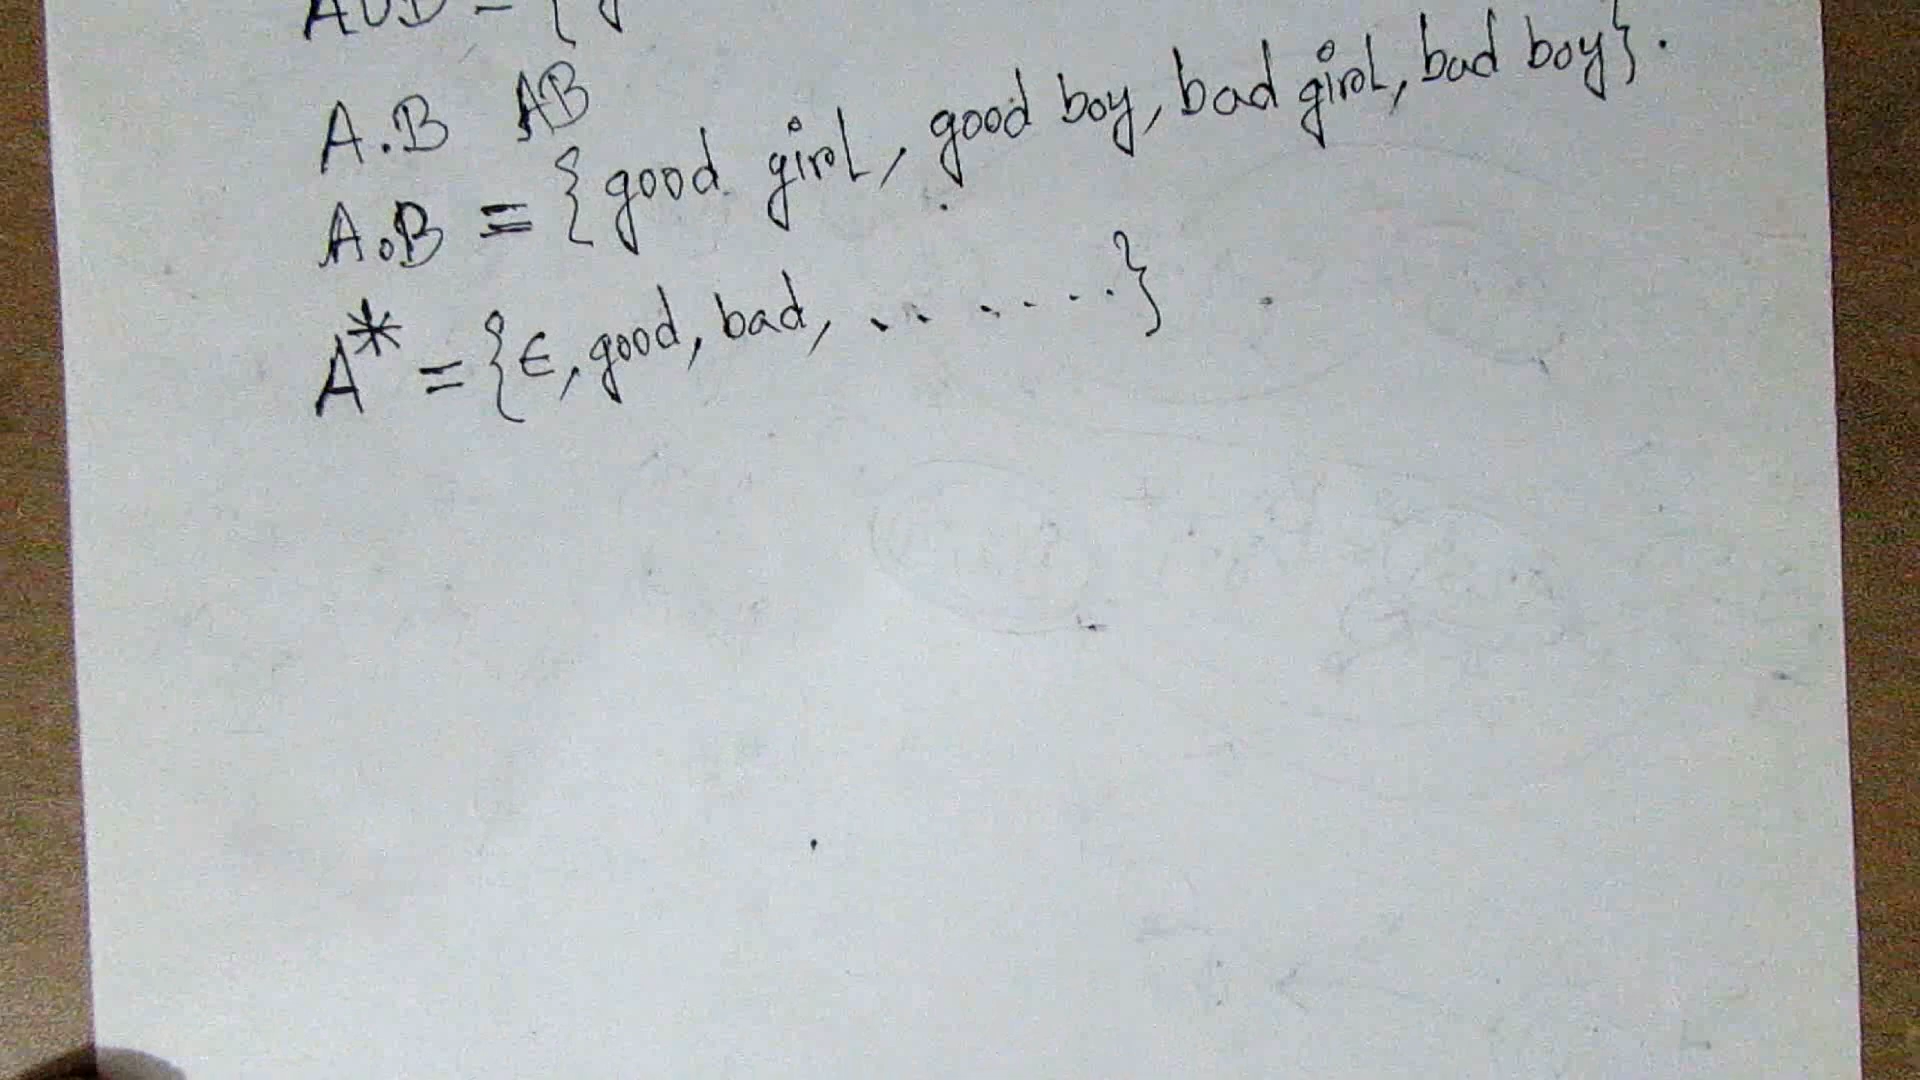 A∪B = {g
A.B AB
A∘B = {good girl, good boy, bad girl, bad boy}.
A* = {ϵ, good, bad, ..........}